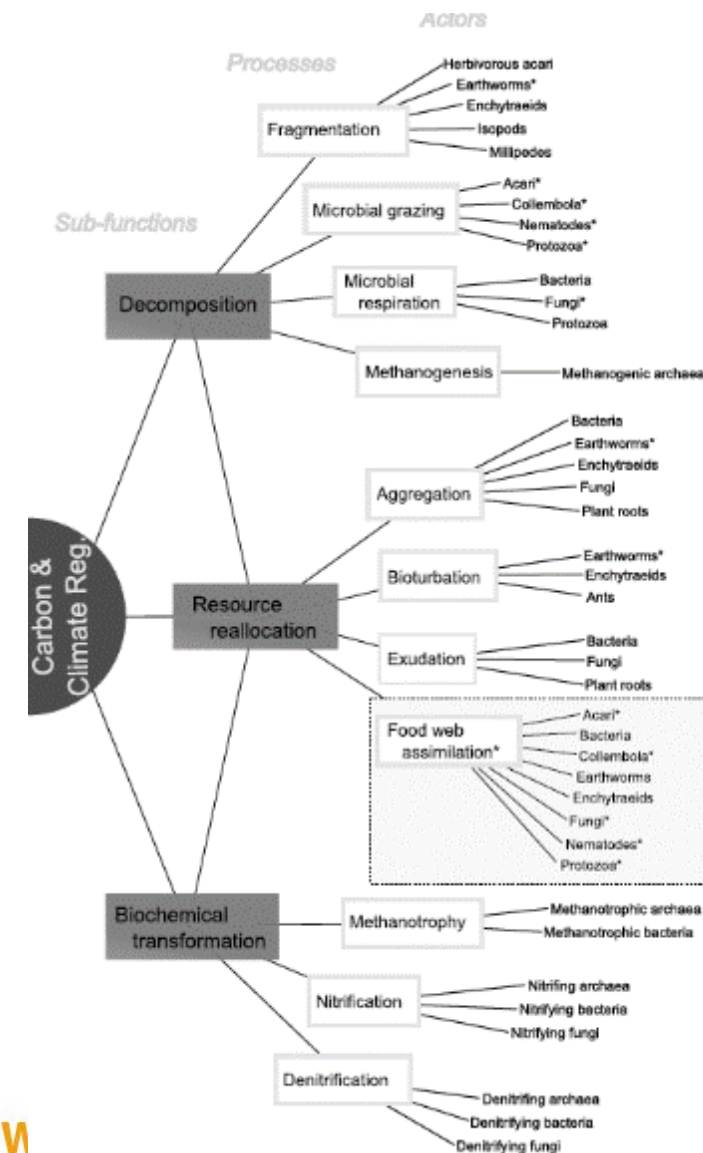 Actors
Processes
Sub-functions
Herbivorous acari
Earthworms*
Enchytraeids
Isopods
Millipedes
Fragmentation
Acari*
Collembola*
Nematodes*
Protozoa*
Microbial grazing
Decomposition
Microbial
respiration
Bacteria
Fungi*
Protozoa
Methanogenesis
Methanogenic archaea
Bacteria
Earthworms*
Enchytraeids
Fungi
Plant roots
Aggregation
Carbon &
Climate Reg.
Resource
reallocation
Bioturbation
Earthworms*
Enchytraeids
Ants
Exudation
Bacteria
Fungi
Plant roots
Food web
assimilation*
Acari*
Bacteria
Collembola*
Earthworms
Enchytraeids
Fungi*
Nematodes*
Protozoa*
Biochemical
transformation
Methanotrophy
Methanotrophic archaea
Methanotrophic bacteria
Nitrification
Nitrifing archaea
Nitrifying bacteria
Nitrifying fungi
Denitrification
Denitrifing archaea
Denitrifying bacteria
Denitrifying fungi
W